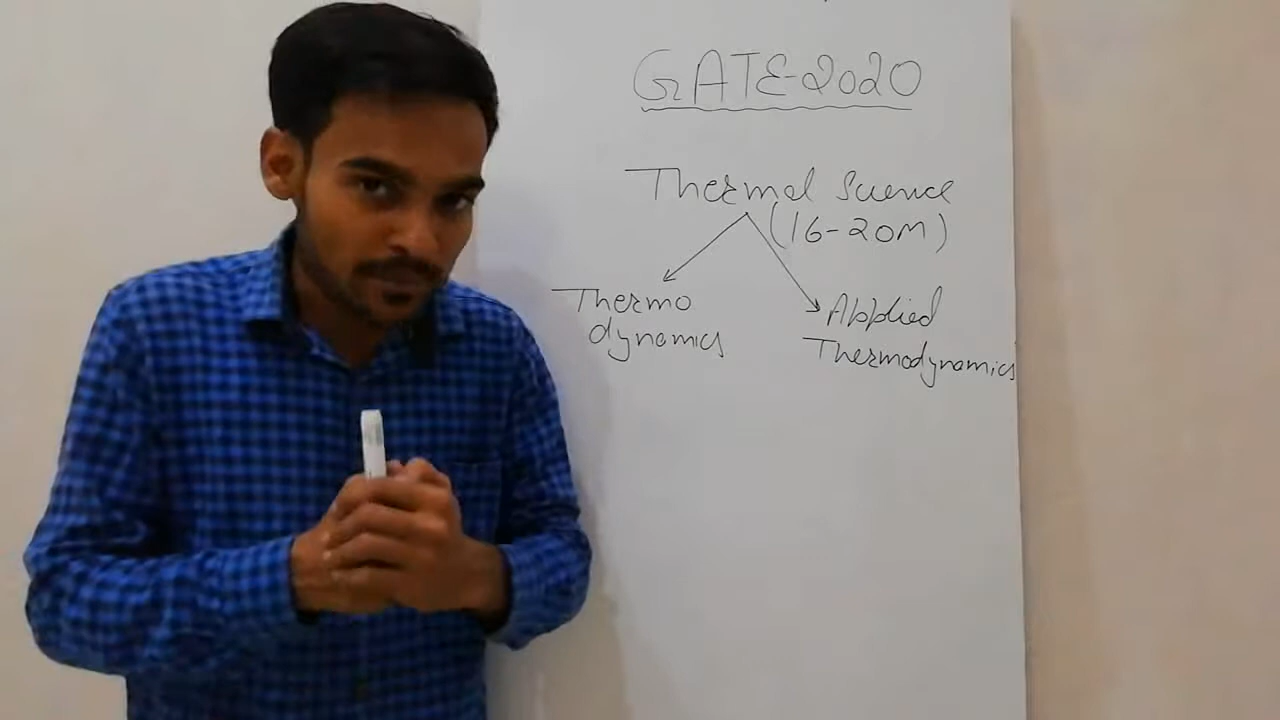 GATE-2020
Thermal Science
(16-20M)
Thermo
dynamics
Applied
Thermodynamics